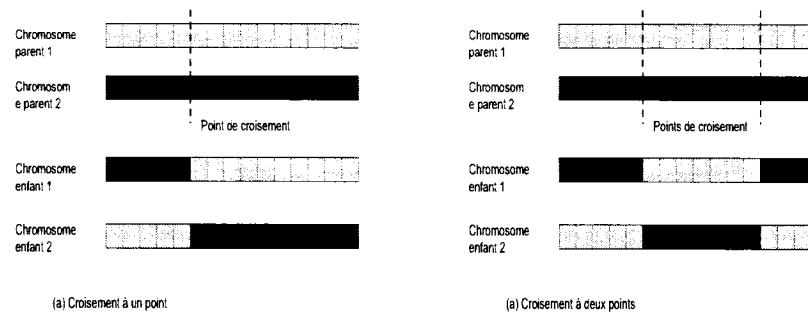 Chromosome
parent 1
Chromosom
e parent 2
Point de croisement
Chromosome
enfant 1
Chromosome
enfant 2
(a) Croisement à un point
Chromosome
parent 1
Chromosom
e parent 2
Points de croisement
Chromosome
enfant 1
Chromosome
enfant 2
(a) Croisement à deux points